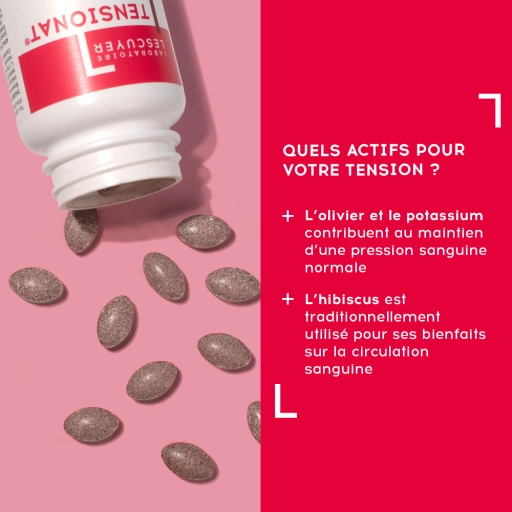 TENSIONAT®
LABORATOIRE
LESCUYER
QUELS ACTIFS POUR
VOTRE TENSION ?
+ L'olivier et le potassium
contribuent au maintien
d'une pression sanguine
normale
+ L'hibiscus est
traditionnellement
utilisé pour ses bienfaits
sur la circulation
sanguine